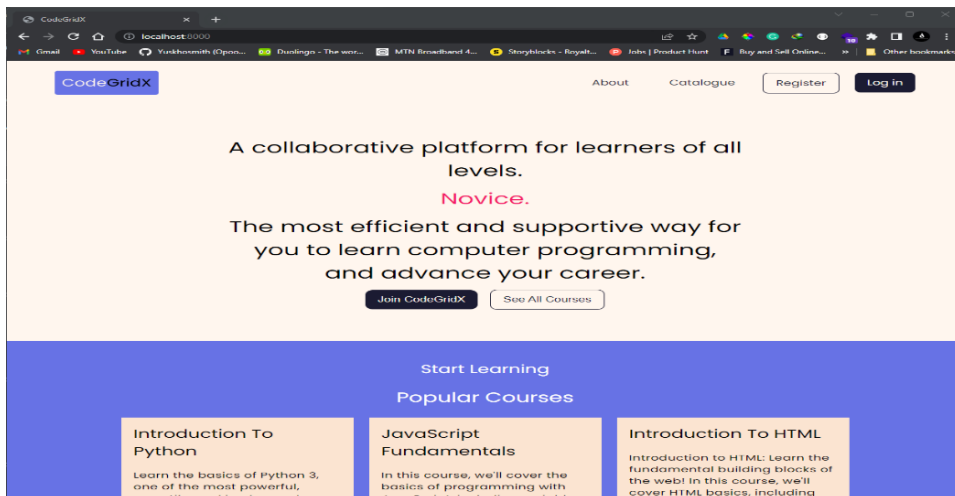 CodeGridX
localhost:8000
Gmail YouTube Yuskhosmith (Opoo... Duolingo - The wor... MTN Broadband 4... Storyblocks - Royalt... Jobs | Product Hunt Buy and Sell Online... Other bookmarks
CodeGridX
About Catalogue Register Log in
A collaborative platform for learners of all
levels.
Novice.
The most efficient and supportive way for
you to learn computer programming,
and advance your career.
Join CodeGridX See All Courses
Start Learning
Popular Courses
Introduction To
Python
Learn the basics of Python 3,
one of the most powerful,
JavaScript
Fundamentals
In this course, we'll cover the
basics of programming with
Introduction To HTML
Introduction to HTML: Learn the
fundamental building blocks of
the web! In this course, we'll
cover HTML basics, including